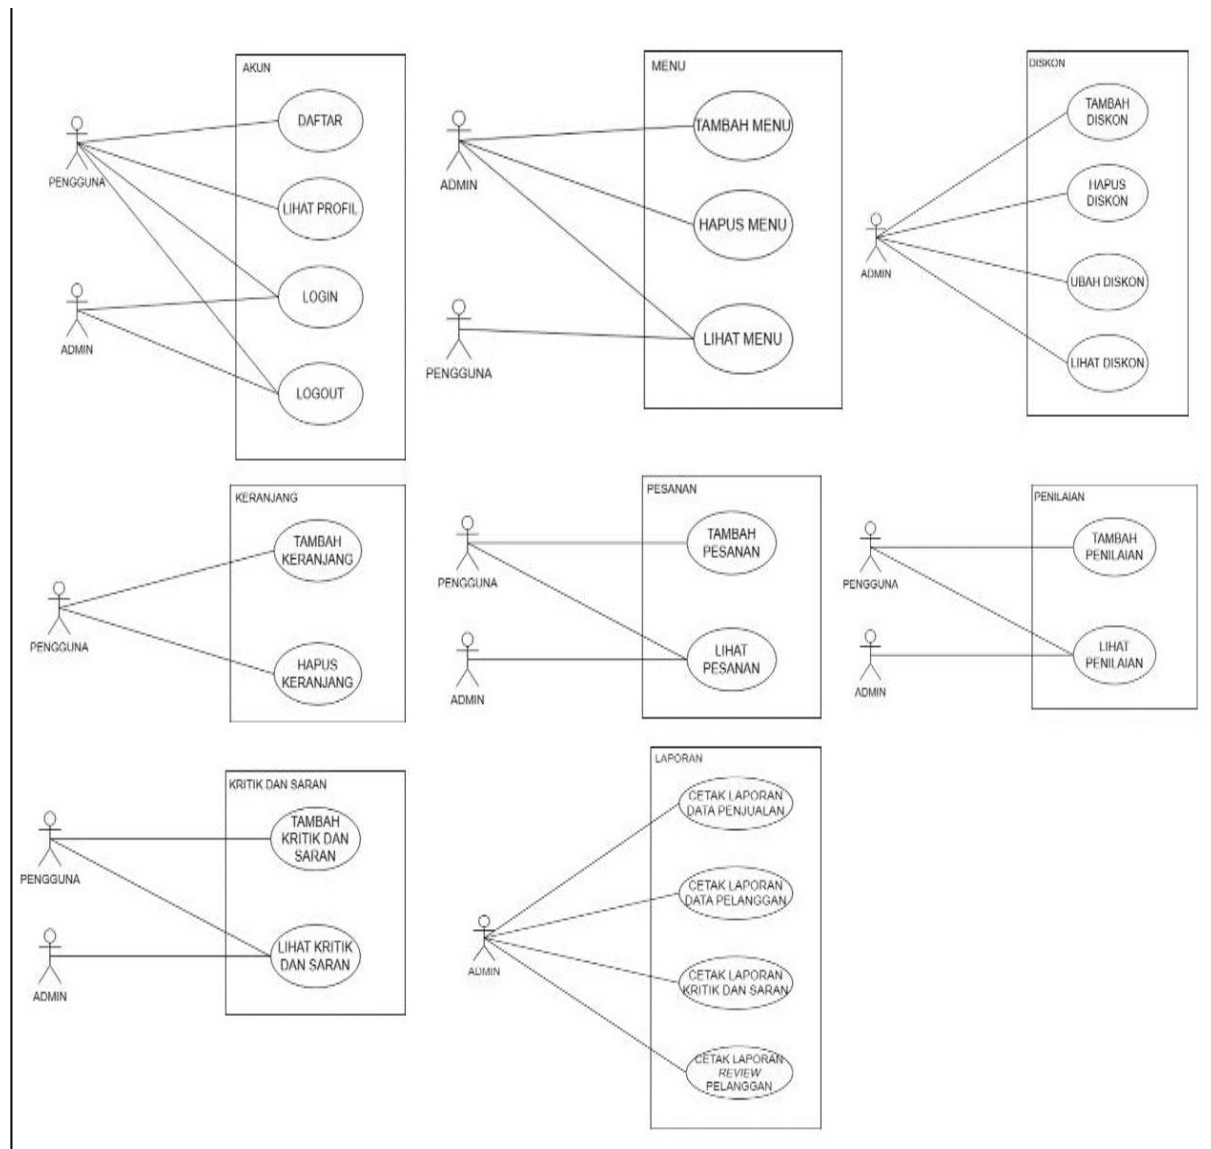 AKUN
DAFTAR
PENGGUNA
LIHAT PROFIL
LOGIN
ADMIN
LOGOUT
MENU
TAMBAH MENU
ADMIN
HAPUS MENU
LIHAT MENU
PENGGUNA
DISKON
TAMBAH
DISKON
HAPUS
DISKON
ADMIN
UBAH DISKON
LIHAT DISKON
KERANJANG
TAMBAH
KERANJANG
PENGGUNA
HAPUS
KERANJANG
PESANAN
TAMBAH
PESANAN
PENGGUNA
LIHAT
PESANAN
ADMIN
PENILAIAN
TAMBAH
PENILAIAN
PENGGUNA
LIHAT
PENILAIAN
ADMIN
KRITIK DAN SARAN
TAMBAH
KRITIK DAN
SARAN
PENGGUNA
LIHAT KRITIK
DAN SARAN
ADMIN
LAPORAN
CETAK LAPORAN
DATA PENJUALAN
CETAK LAPORAN
DATA PELANGGAN
ADMIN
CETAK LAPORAN
KRITIK DAN SARAN
CETAK LAPORAN
REVIEW
PELANGGAN